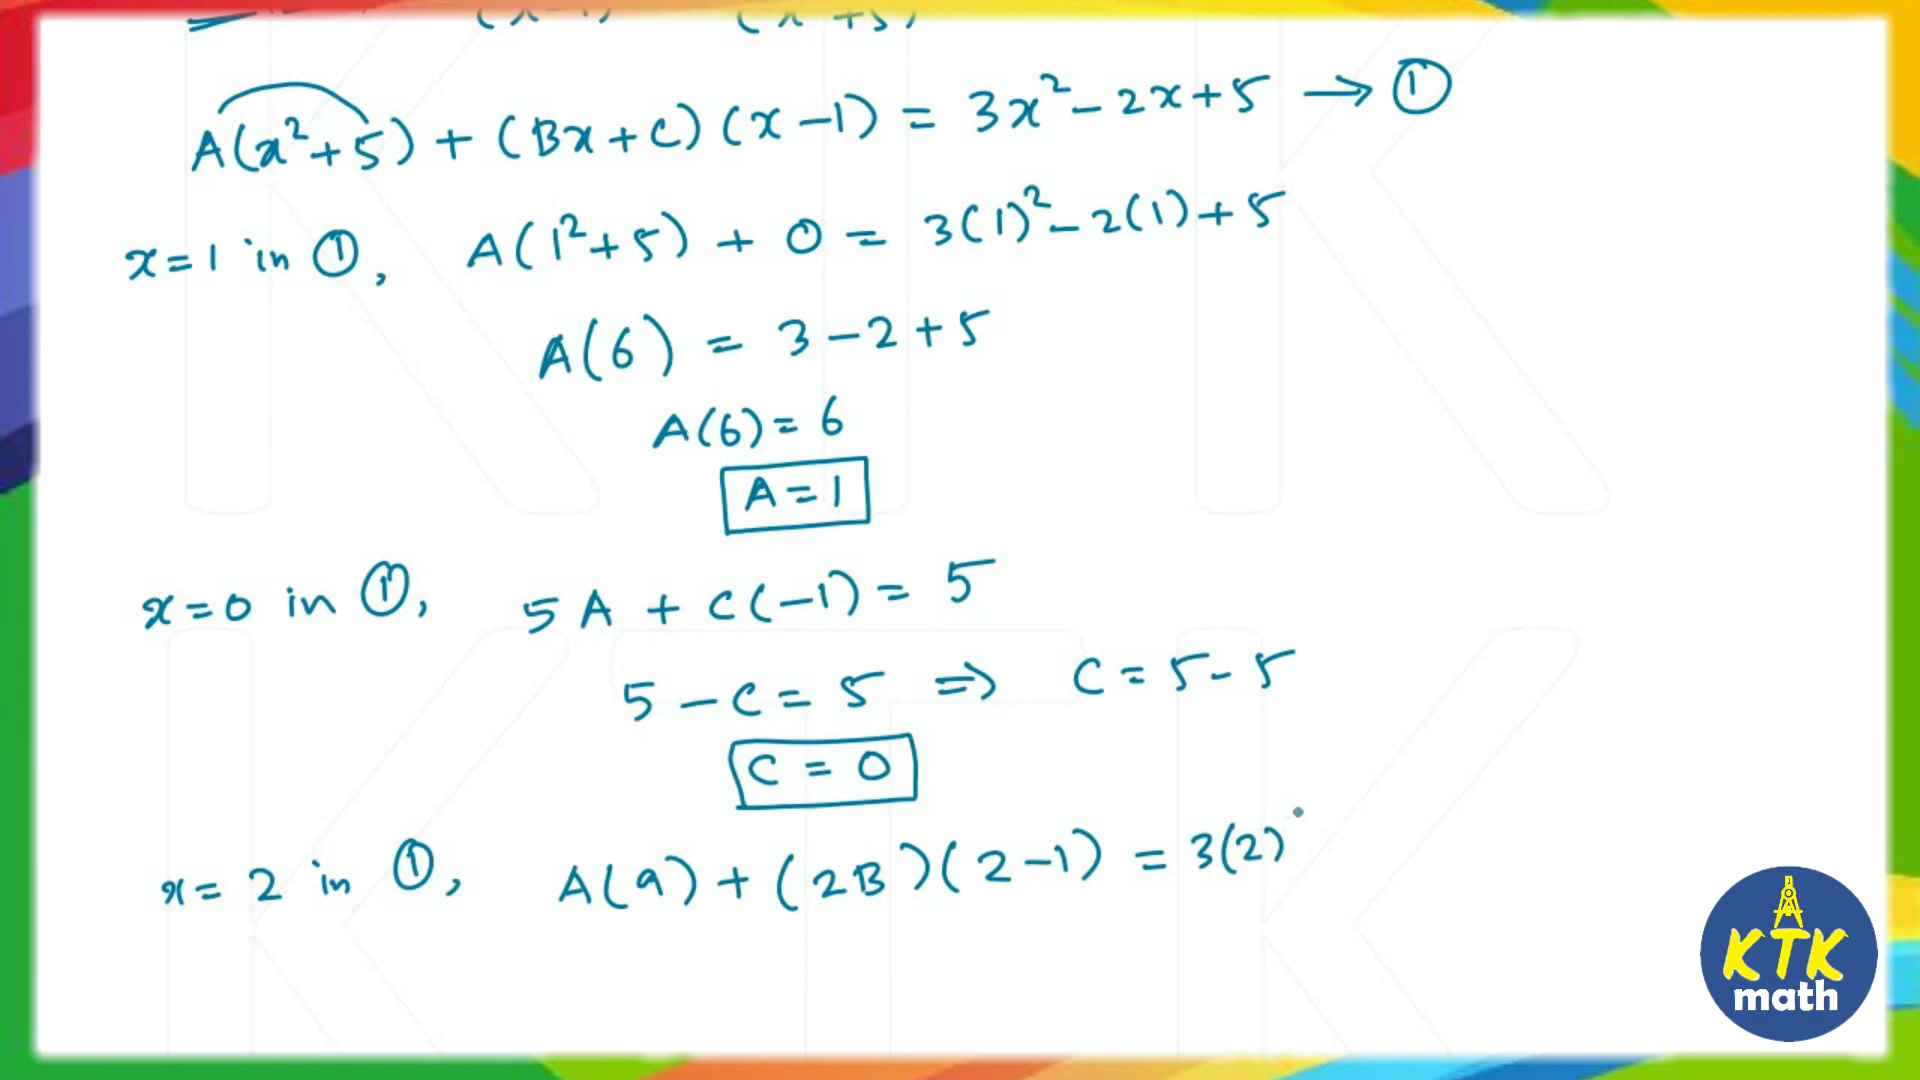 A(x²+5) + (Bx+C)(x-1) = 3x²-2x+5 → ①
x=1 in ①, A(1²+5) + 0 = 3(1)²-2(1)+5
A(6) = 3-2+5
A(6)=6
A=1
x=0 in ①, 5A + C(-1) = 5
5-C = 5 ⇒ C = 5-5
C = 0
x=2 in ①, A(9)+(2B)(2-1) = 3(2)
KTK
math